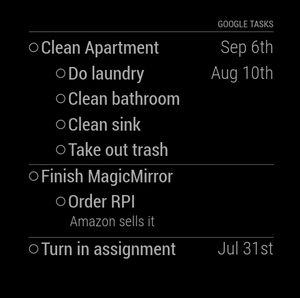 GOOGLE TASKS
Clean Apartment Sep 6th
Do laundry Aug 10th
Clean bathroom
Clean sink
Take out trash
Finish MagicMirror
Order RPI
Amazon sells it
Turn in assignment Jul 31st